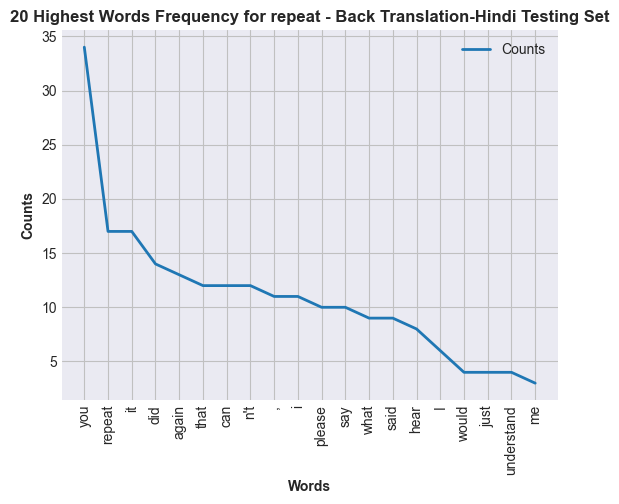 20 Highest Words Frequency for repeat - Back Translation-Hindi Testing Set
Counts
35
30
25
20
15
10
5
Counts
you
repeat
it
did
again
that
can
n't
,
i
please
say
what
said
hear
I
would
just
understand
me
Words